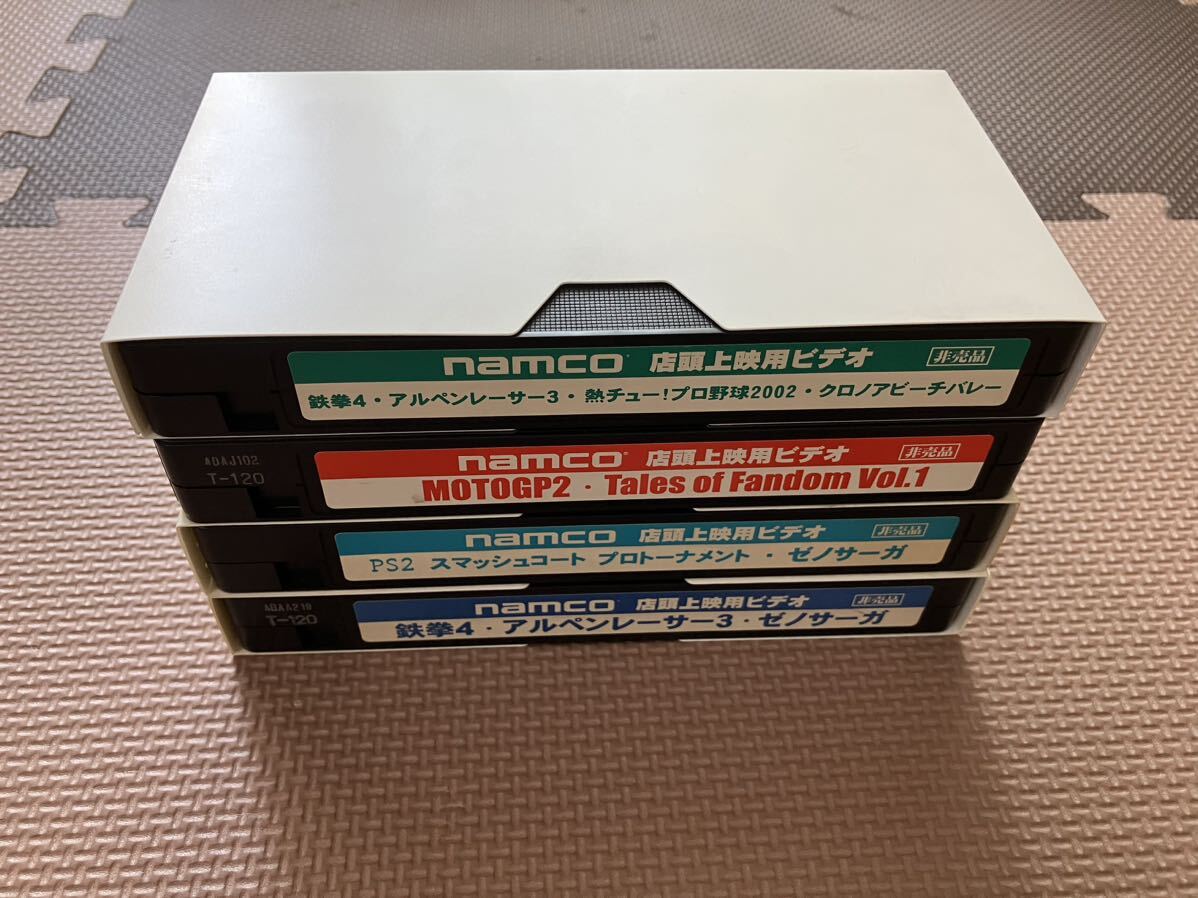 namco 店頭上映用ビデオ 非売品
鉄拳4・アルペンレーサー3・熱チュー!プロ野球2002・クロノアビーチバレー
ADAJ102
T-120
namco 店頭上映用ビデオ 非売品
MOTOGP2・Tales of Fandom Vol.1
namco 店頭上映用ビデオ 非売品
PS2 スマッシュコート プロトーナメント・ゼノサーガ
ADAA219
T-120
namco 店頭上映用ビデオ 非売品
鉄拳4・アルペンレーサー3・ゼノサーガ